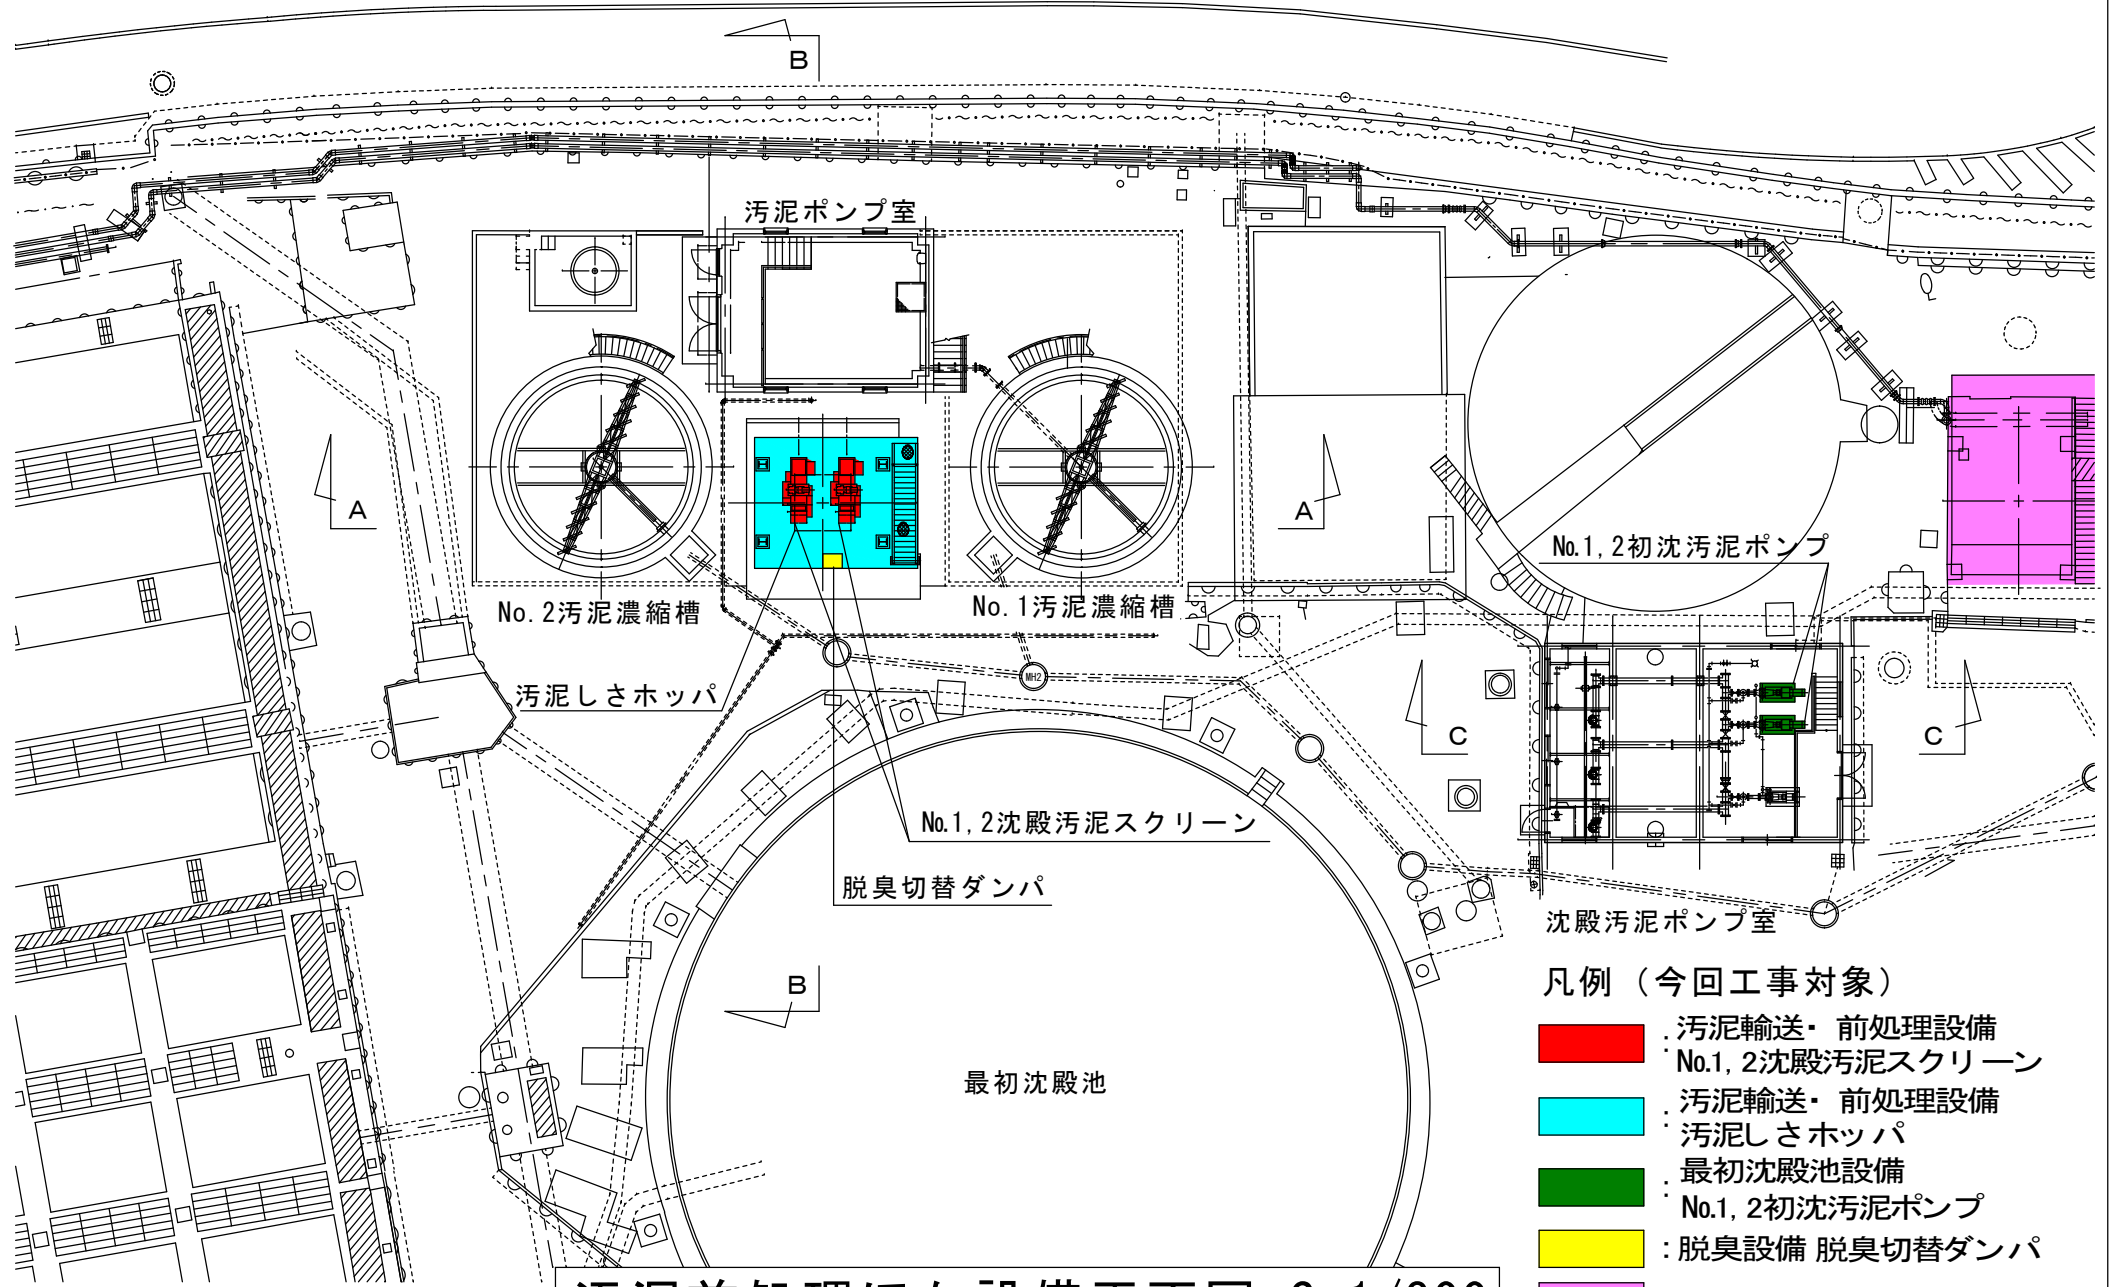 B
汚泥ポンプ室
A
A
No.1,2初沈汚泥ポンプ
No.2汚泥濃縮槽
No.1汚泥濃縮槽
MH2
汚泥しさホッパ
C
C
No.1,2沈殿汚泥スクリーン
脱臭切替ダンパ
沈殿汚泥ポンプ室
B
最初沈殿池
凡例（今回工事対象）
：汚泥輸送・前処理設備
No.1,2沈殿汚泥スクリーン
：汚泥輸送・前処理設備
汚泥しさホッパ
：最初沈殿池設備
No.1,2初沈汚泥ポンプ
：脱臭設備 脱臭切替ダンパ